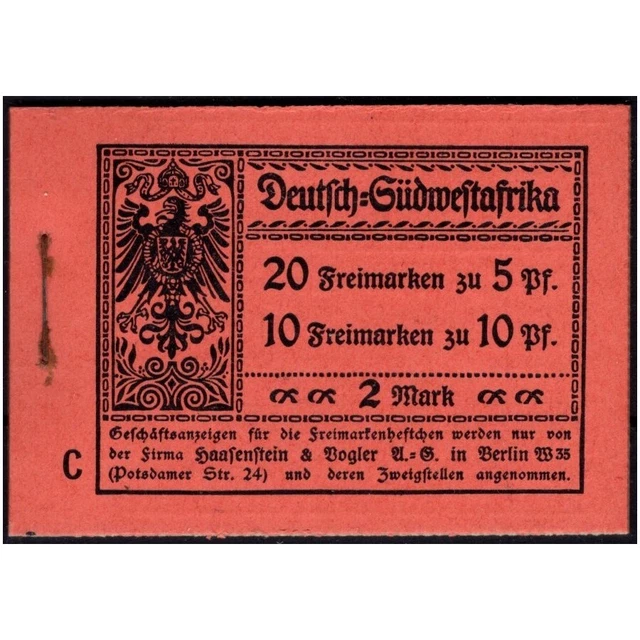 Deutsch-Südwestafrika
20 Freimarken zu 5 Pf.
10 Freimarken zu 10 Pf.
2 Mark
Geschäftsanzeigen für die Freimarkenheftchen werden nur von
der Firma Haasenstein & Vogler A.-G. in Berlin W 35
(Potsdamer Str. 24) und deren Zweigstellen angenommen.
C